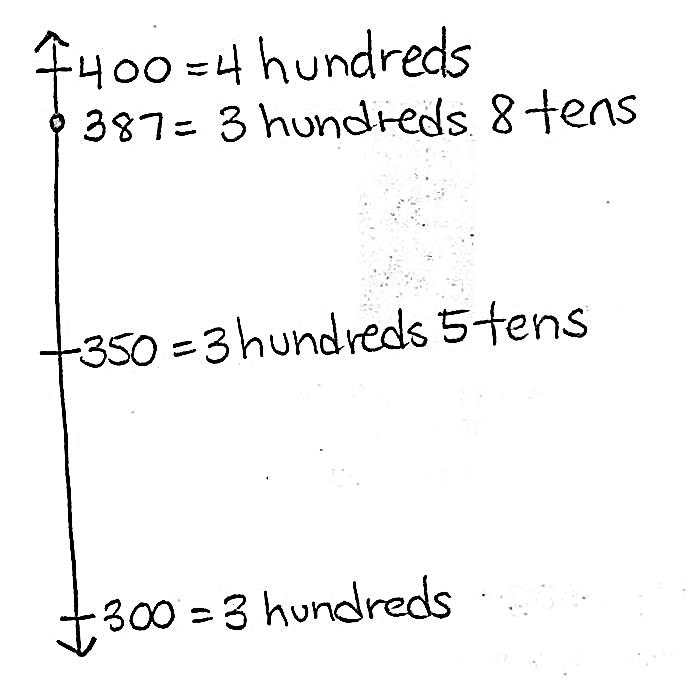 400 = 4 hundreds
387 = 3 hundreds 8 tens
350 = 3 hundreds 5 tens
300 = 3 hundreds